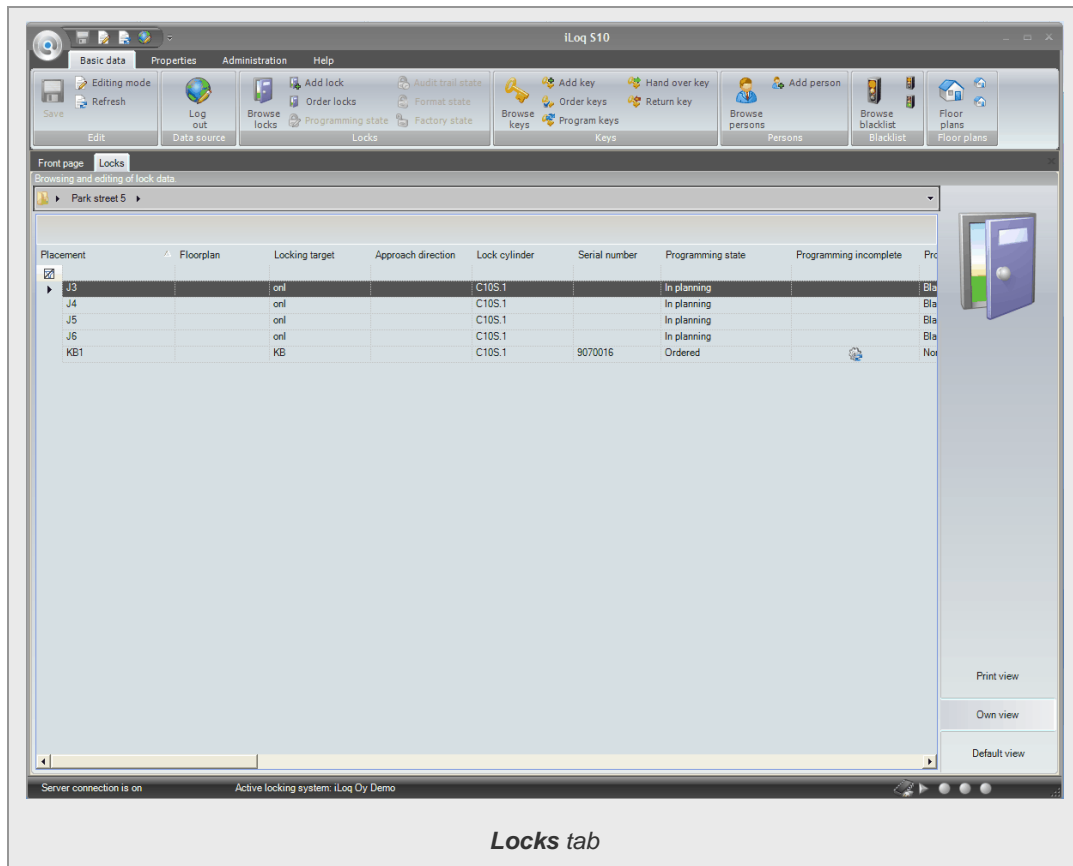 iLoq S10
Basic data Properties Administration Help
Save
Editing mode
Refresh
Edit
Log out
Data source
Browse locks
Add lock
Order locks
Programming state
Audit trail state
Format state
Factory state
Locks
Browse keys
Add key
Order keys
Program keys
Hand over key
Return key
Keys
Browse persons
Add person
Persons
Browse blacklist
Blacklist
Floor plans
Floor plans
Front page Locks
Browsing and editing of lock data.
Park street 5
Placement Floorplan Locking target Approach direction Lock cylinder Serial number Programming state Programming incomplete Pro
J3 onl C10S.1 In planning Bla
J4 onl C10S.1 In planning Bla
J5 onl C10S.1 In planning Bla
J6 onl C10S.1 In planning Bla
KB1 KB C10S.1 9070016 Ordered Nor
Print view
Own view
Default view
Server connection is on Active locking system: iLoq Oy Demo
Locks tab